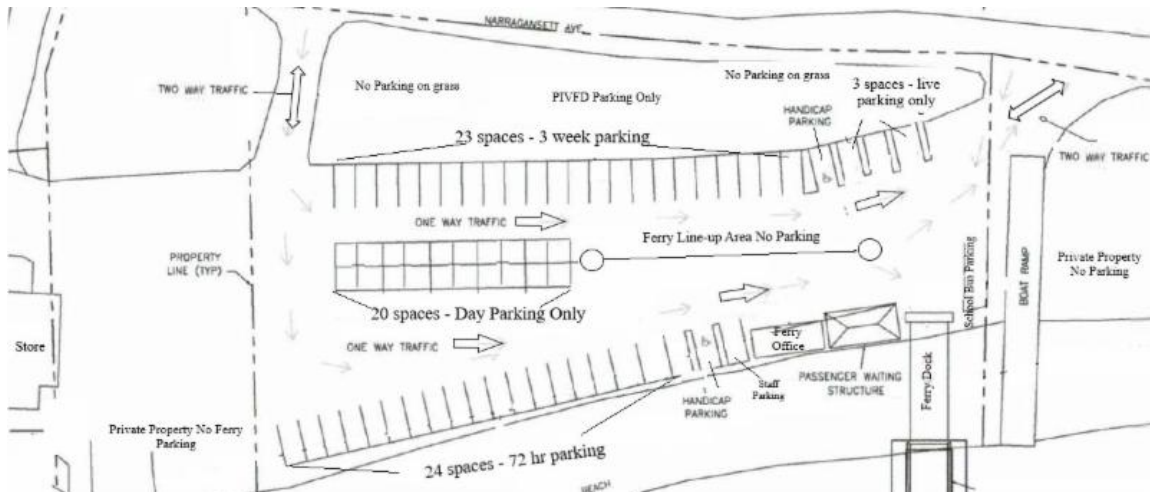 NARRAGANSETT AVE.
TWO WAY TRAFFIC
No Parking on grass
PIVFD Parking Only
No Parking on grass
3 spaces - live
parking only
HANDICAP
PARKING
23 spaces - 3 week parking
TWO WAY TRAFFIC
ONE WAY TRAFFIC
Ferry Line-up Area No Parking
PROPERTY
LINE (TYP)
School Bus Parking
BOAT RAMP
Private Property
No Parking
20 spaces - Day Parking Only
Store
ONE WAY TRAFFIC
Ferry
Office
PASSENGER WAITING
STRUCTURE
Ferry Dock
Staff
Parking
HANDICAP
PARKING
Private Property No Ferry
Parking
24 spaces - 72 hr parking
BEACH